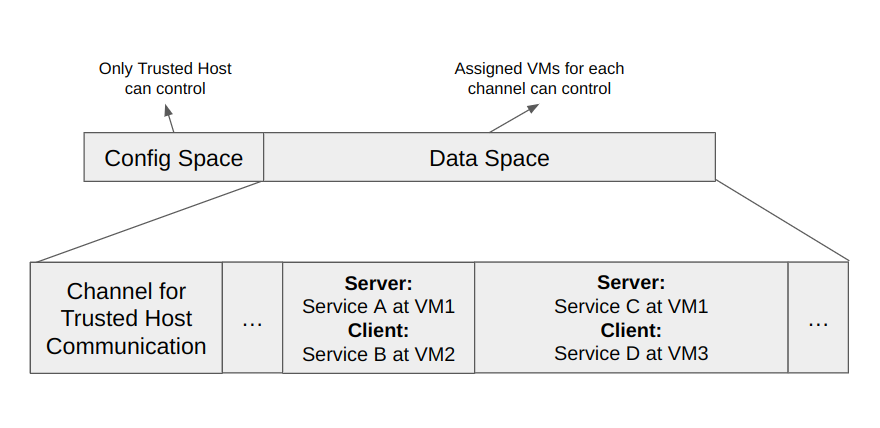 Only Trusted Host
can control
Assigned VMs for each
channel can control
Config Space
Data Space
Channel for
Trusted Host
Communication
...
Server:
Service A at VM1
Client:
Service B at VM2
Server:
Service C at VM1
Client:
Service D at VM3
...